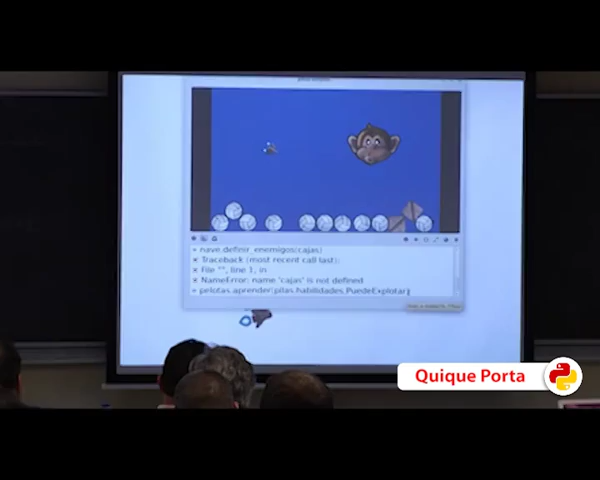 nave.definir_enemigos(cajas)
Traceback (most recent call last):
File "", line 1, in
NameError: name 'cajas' is not defined
pelotas.aprender(pilas.habilidades.PuedeExplotar)
Quique Porta